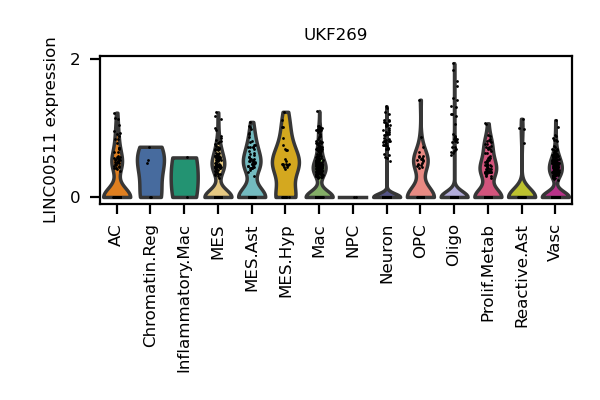 UKF269
LINC00511 expression
2
0
AC
Chromatin.Reg
Inflammatory.Mac
MES
MES.Ast
MES.Hyp
Mac
NPC
Neuron
OPC
Oligo
Prolif.Metab
Reactive.Ast
Vasc